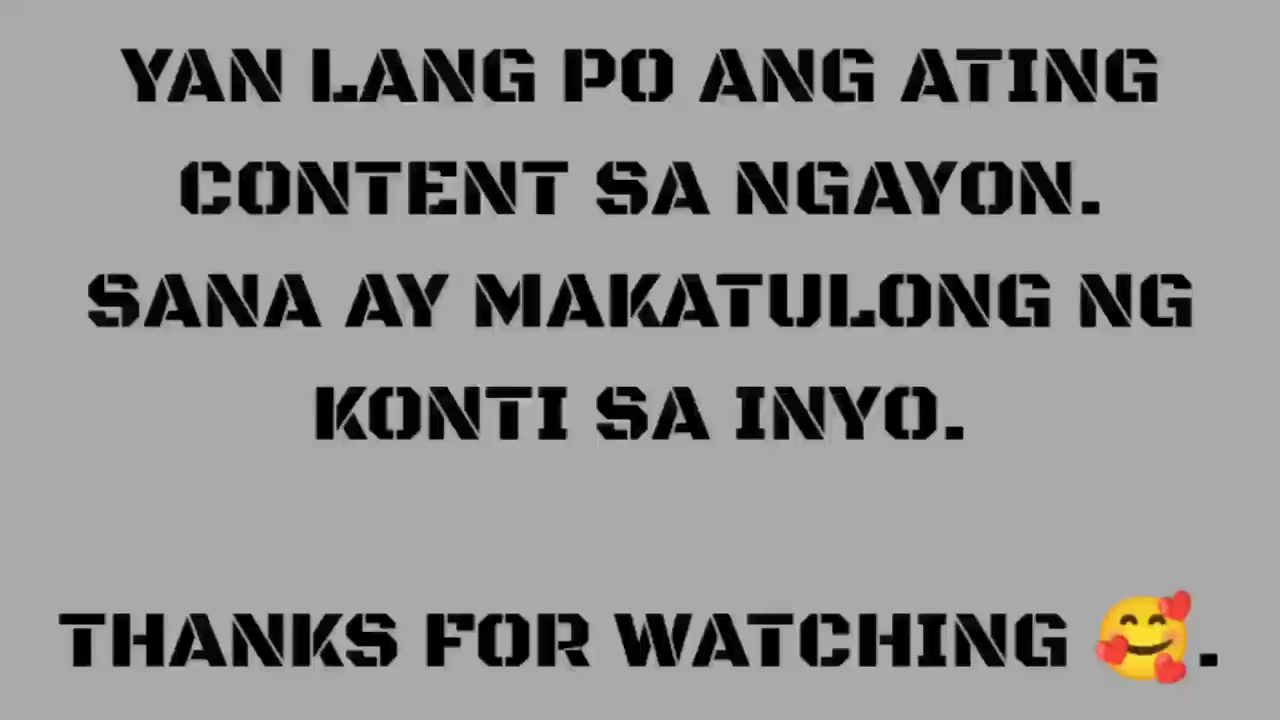 YAN LANG PO ANG ATING
CONTENT SA NGAYON.
SANA AY MAKATULONG NG
KONTI SA INYO.
THANKS FOR WATCHING 🥰.